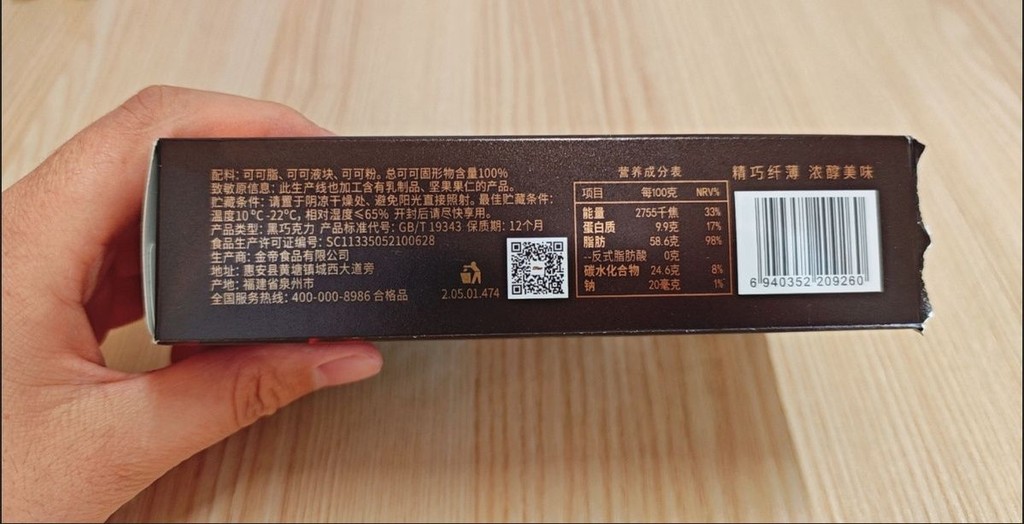 配料: 可可脂、可可液块、可可粉。总可可固形物含量100%
致敏原信息: 此生产线也加工含有乳制品、坚果果仁的产品。
贮藏条件: 请置于阴凉干燥处、避免阳光直接照射。最佳贮藏条件:
温度10℃-22℃, 相对湿度≤65% 开封后请尽快享用。
产品类型: 黑巧克力 产品标准代号: GB/T 19343 保质期: 12个月
食品生产许可证编号: SC11335052100628
生产商: 金帝食品有限公司
地址: 惠安县黄塘镇城西大道旁
产地: 福建省泉州市
全国服务热线: 400-000-8986 合格品
2.05.01.474
营养成分表
项目 每100克 NRV%
能量 2755千焦 33%
蛋白质 9.9克 17%
脂肪 58.6克 98%
--反式脂肪酸 0克
碳水化合物 24.6克 8%
钠 20毫克 1%
精巧纤薄 浓醇美味
6 940352 209260